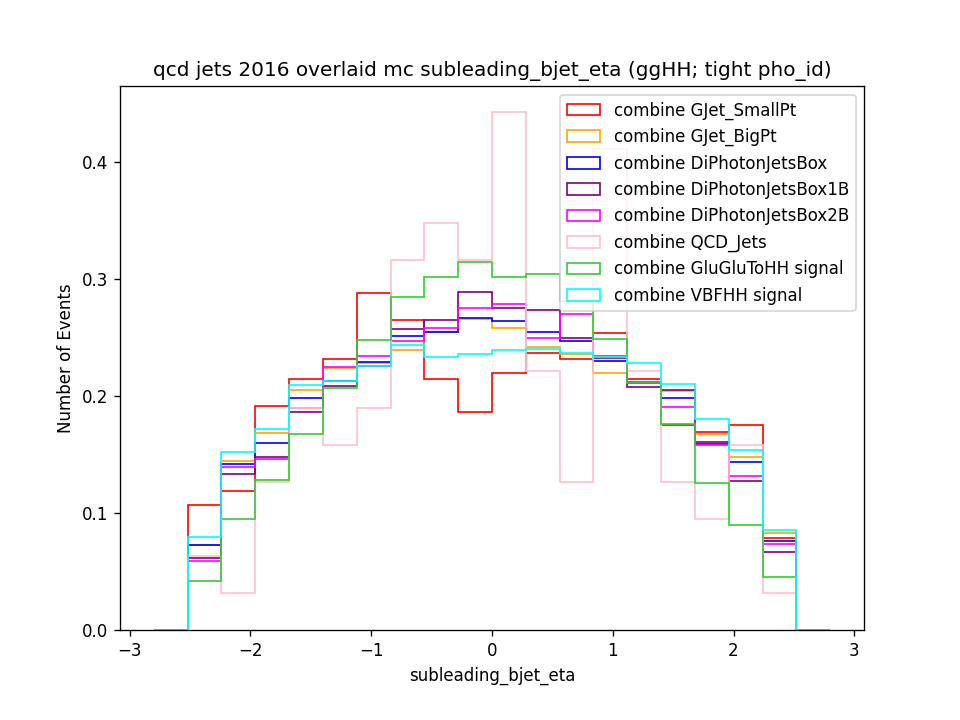 qcd jets 2016 overlaid mc subleading_bjet_eta (ggHH; tight pho_id)
combine GJet_SmallPt
combine GJet_BigPt
combine DiPhotonJetsBox
combine DiPhotonJetsBox1B
combine DiPhotonJetsBox2B
combine QCD_Jets
combine GluGluToHH signal
combine VBFHH signal
Number of Events
0.4
0.3
0.2
0.1
0.0
−3
−2
−1
0
1
2
3
subleading_bjet_eta